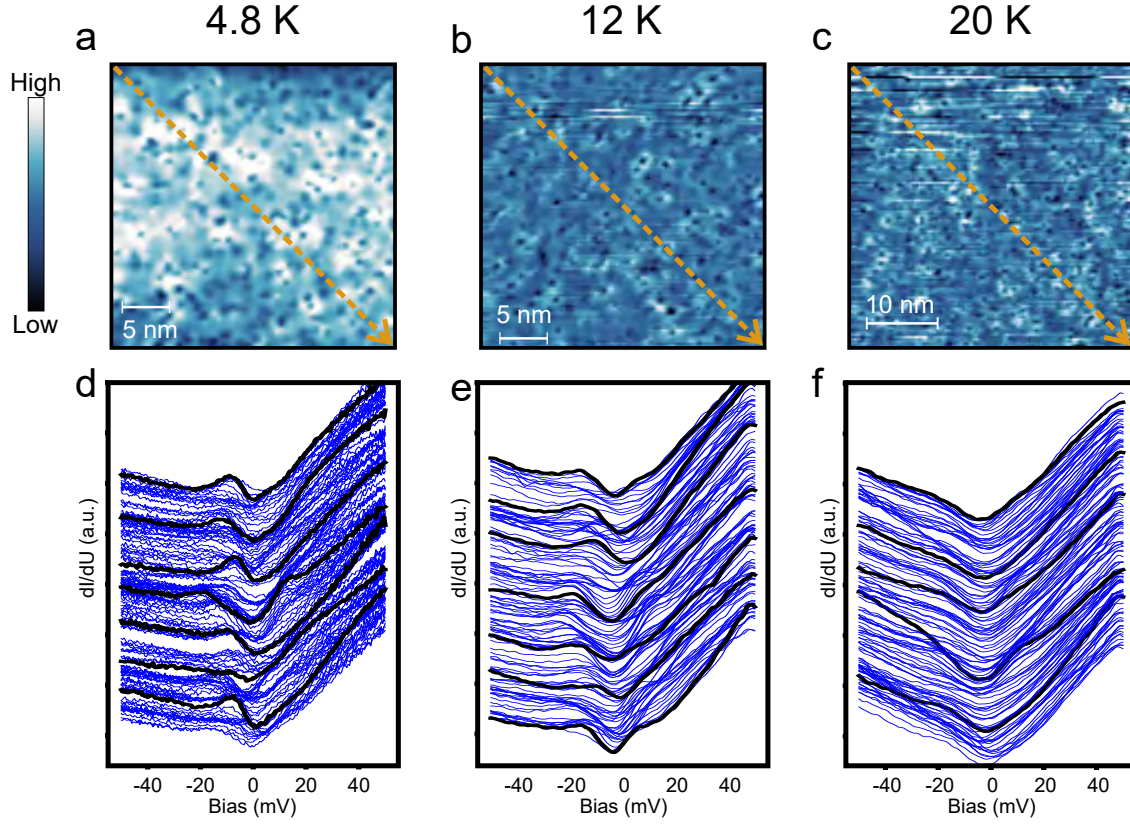 4.8 K
12 K
20 K
a
b
c
High
Low
5 nm
5 nm
10 nm
d
e
f
dI/dU (a.u.)
dI/dU (a.u.)
dI/dU (a.u.)
-40 -20 0 20 40
-40 -20 0 20 40
-40 -20 0 20 40
Bias (mV)
Bias (mV)
Bias (mV)